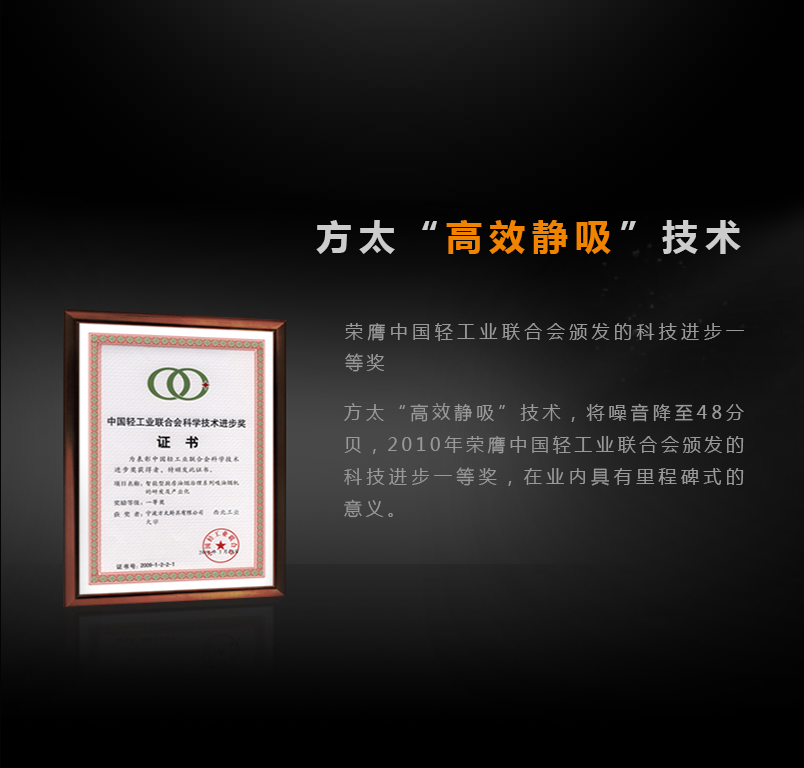 方太“高效静吸”技术
荣膺中国轻工业联合会颁发的科技进步一
等奖
方太“高效静吸”技术，将噪音降至48分
贝，2010年荣膺中国轻工业联合会颁发的
科技进步一等奖，在业内具有里程碑式的
意义。
中国轻工业联合会科学技术进步奖
证 书
为表彰中国轻工业联合会科学技术
进步奖获得者，特颁发此证书。
项目名称：智能型厨房油烟治理系列吸油烟机
的研发及产业化
奖励等级：一等奖
获 奖 者：宁波方太厨具有限公司 西北工业
大学
证书号：2009-1-2-2-1